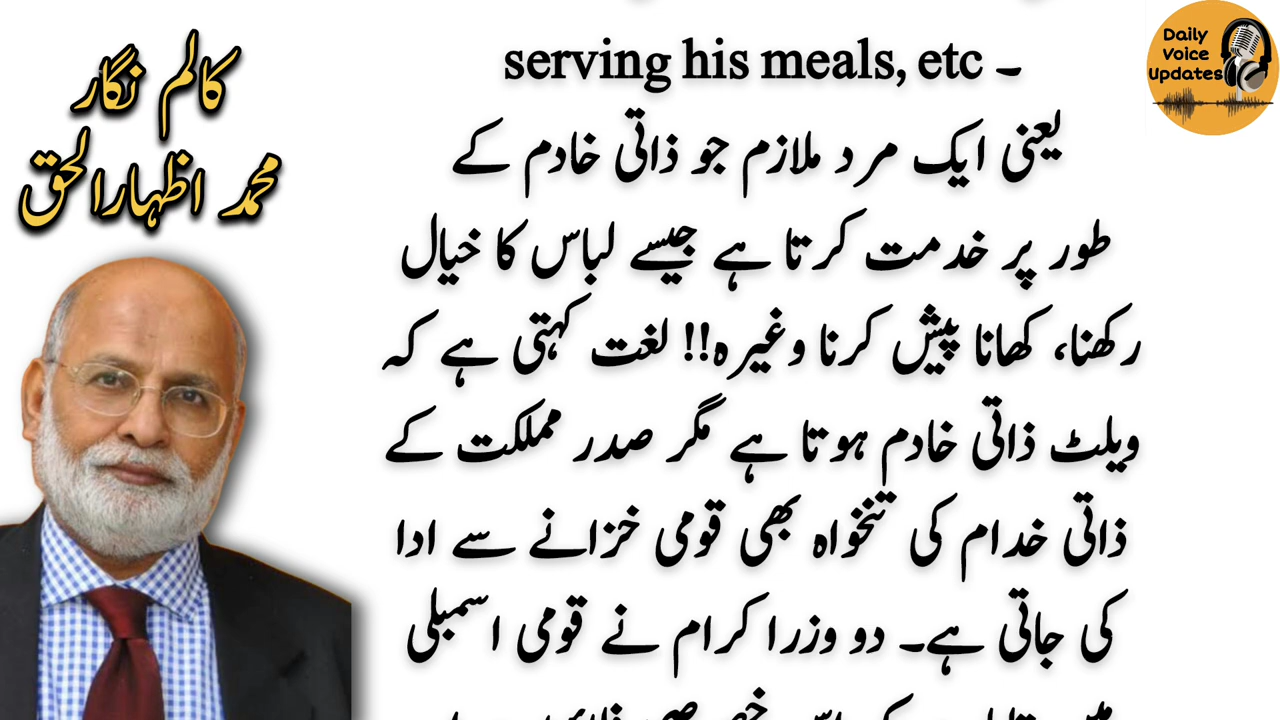 کالم نگار
محمد اظہارالحق
Daily
Voice
Updates
serving his meals, etc ۔
یعنی ایک مرد ملازم جو ذاتی خادم کے
طور پر خدمت کرتا ہے جیسے لباس کا خیال
رکھنا، کھانا پیش کرنا وغیرہ!! لغت کہتی ہے کہ
ویلٹ ذاتی خادم ہوتا ہے مگر صدر مملکت کے
ذاتی خدام کی تنخواہ بھی قومی خزانے سے ادا
کی جاتی ہے۔ دو وزرا کرام نے قومی اسمبلی